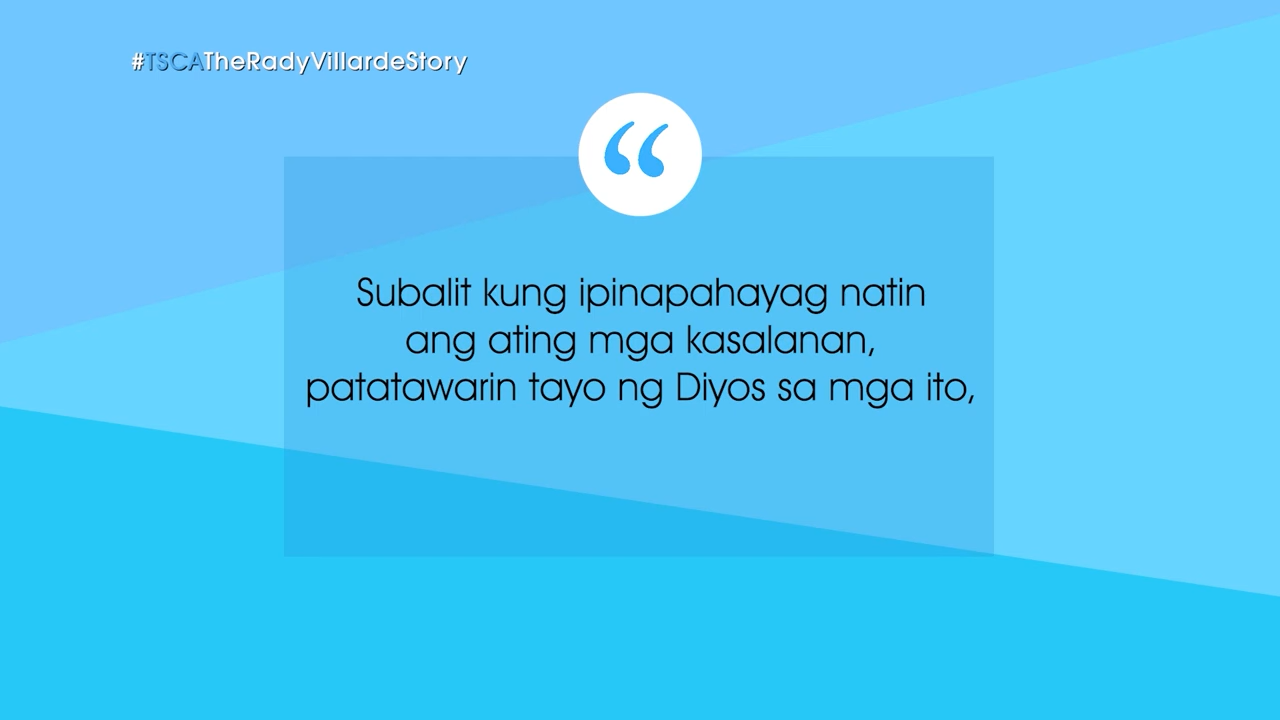 #TSCATheRadyVillardeStory
Subalit kung ipinapahayag natin
ang ating mga kasalanan,
patatawarin tayo ng Diyos sa mga ito,